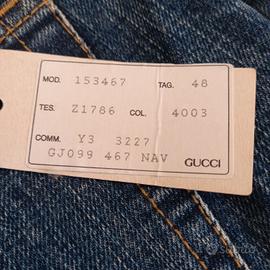 MOD. 153467 TAG. 48
TES. Z1786 COL. 4003
COMM. Y3 3227
GJ099 467 NAV GUCCI